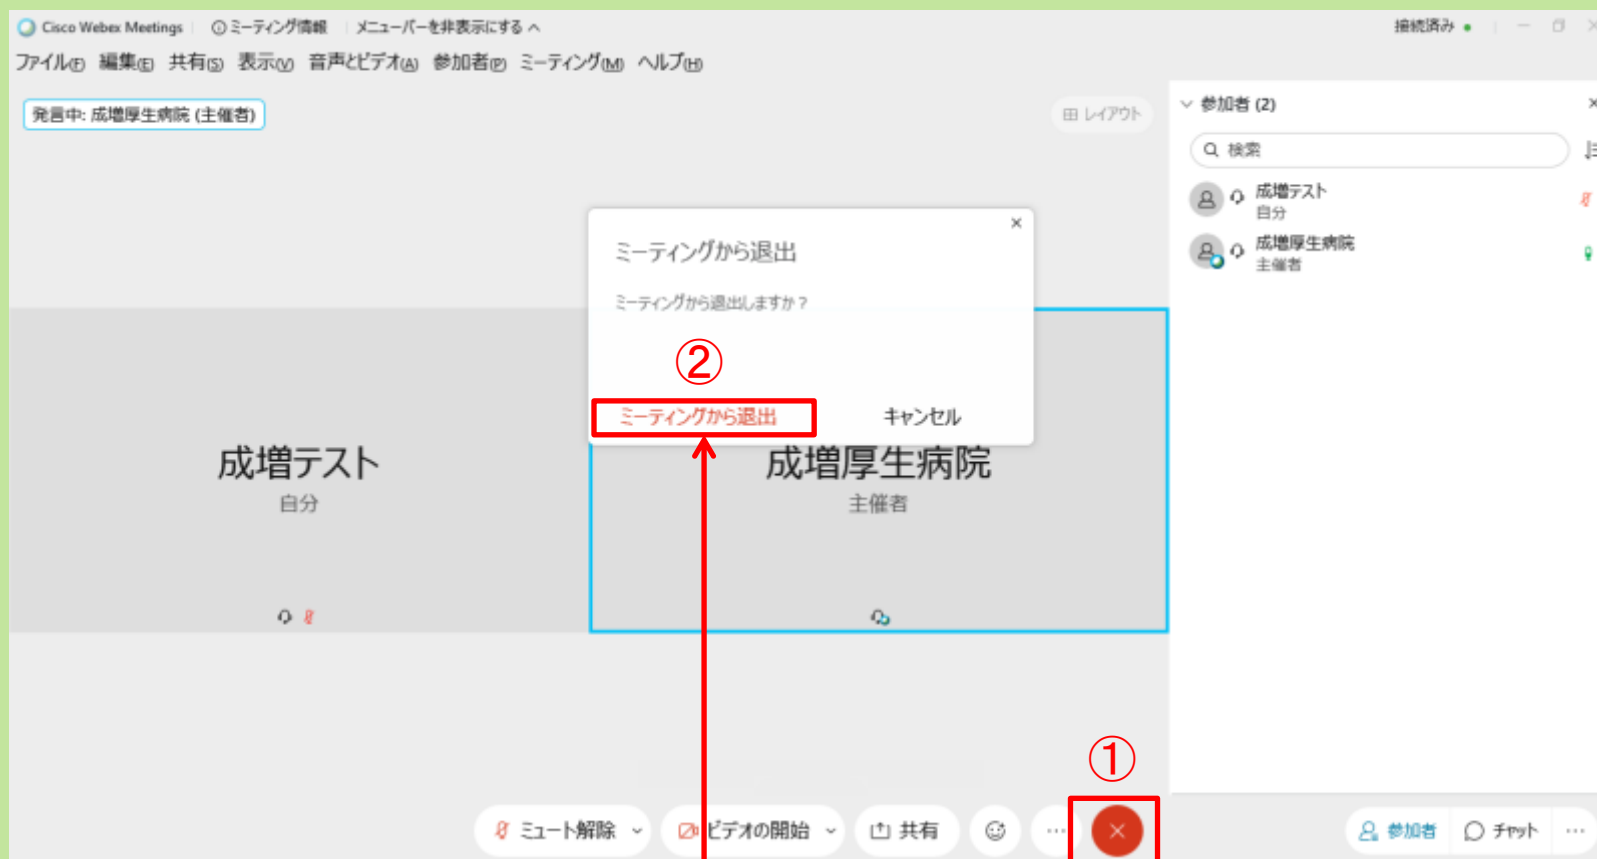 Cisco Webex Meetings ミーティング情報 メニューバーを非表示にする 接続済み
ファイル(F) 編集(E) 共有(S) 表示(V) 音声とビデオ(A) 参加者(P) ミーティング(M) ヘルプ(H)
発言中: 成増厚生病院 (主催者)
レイアウト
参加者 (2)
検索
成増テスト
自分
成増厚生病院
主催者
ミーティングから退出
ミーティングから退出しますか？
②
ミーティングから退出 キャンセル
成増テスト
自分
成増厚生病院
主催者
①
ミュート解除 ビデオの開始 共有 … 参加者 チャット …